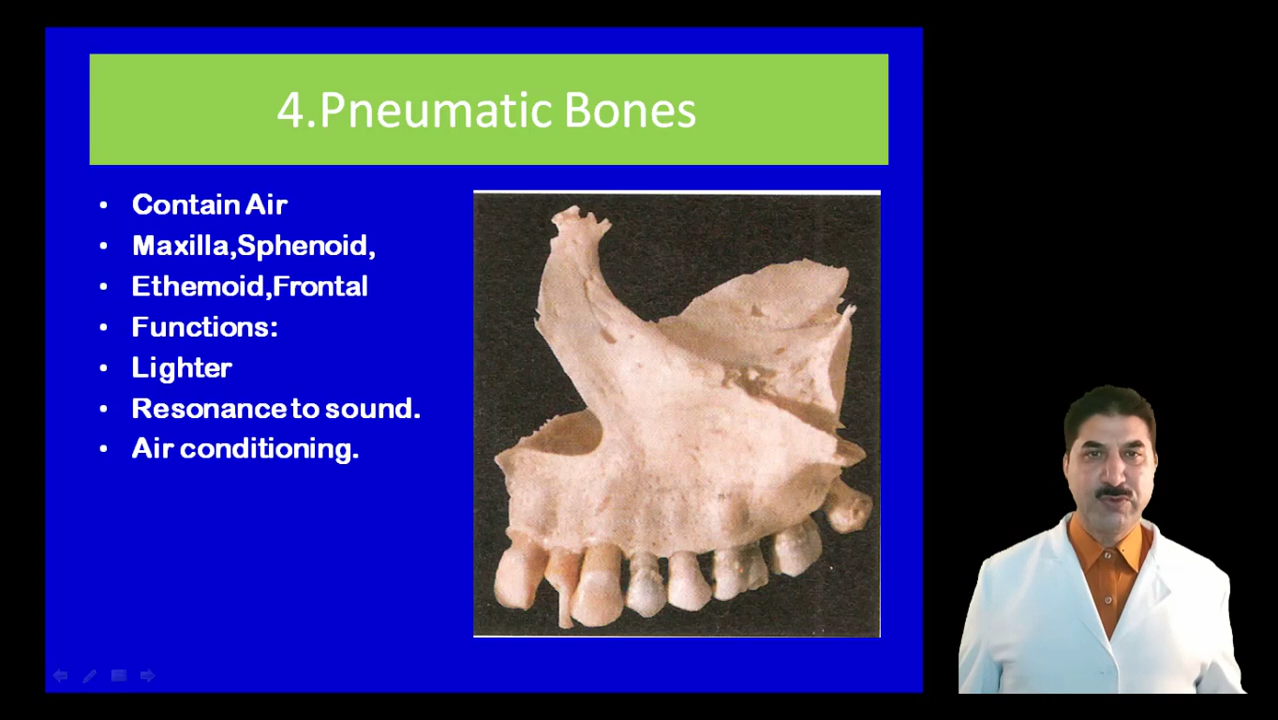 4.Pneumatic Bones
• Contain Air
• Maxilla,Sphenoid,
• Ethemoid,Frontal
• Functions:
• Lighter
• Resonance to sound.
• Air conditioning.